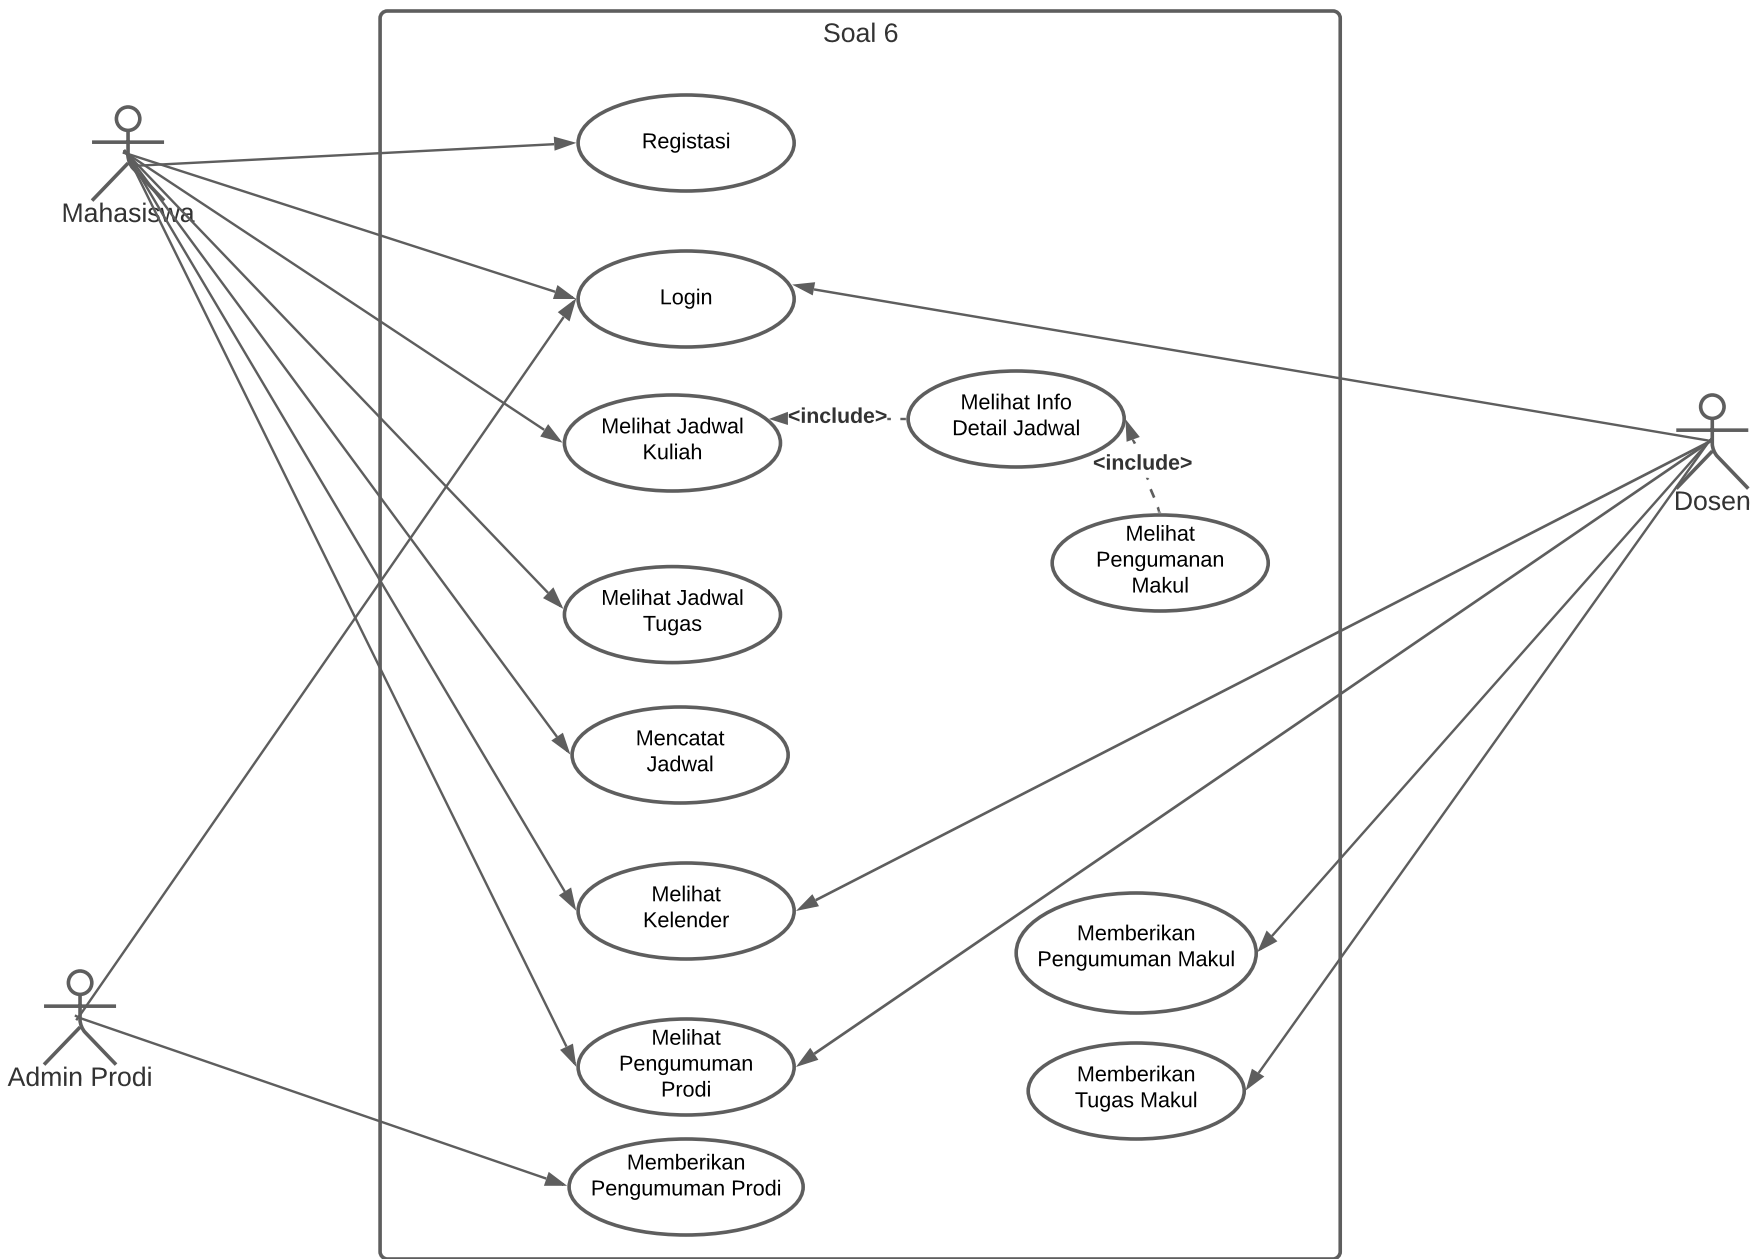 Soal 6
Registasi
Mahasiswa
Login
Melihat Jadwal
Kuliah
<include>
Melihat Info
Detail Jadwal
<include>
Dosen
Melihat
Pengumanan
Makul
Melihat Jadwal
Tugas
Mencatat
Jadwal
Melihat
Kelender
Memberikan
Pengumuman Makul
Admin Prodi
Melihat
Pengumuman
Prodi
Memberikan
Tugas Makul
Memberikan
Pengumuman Prodi